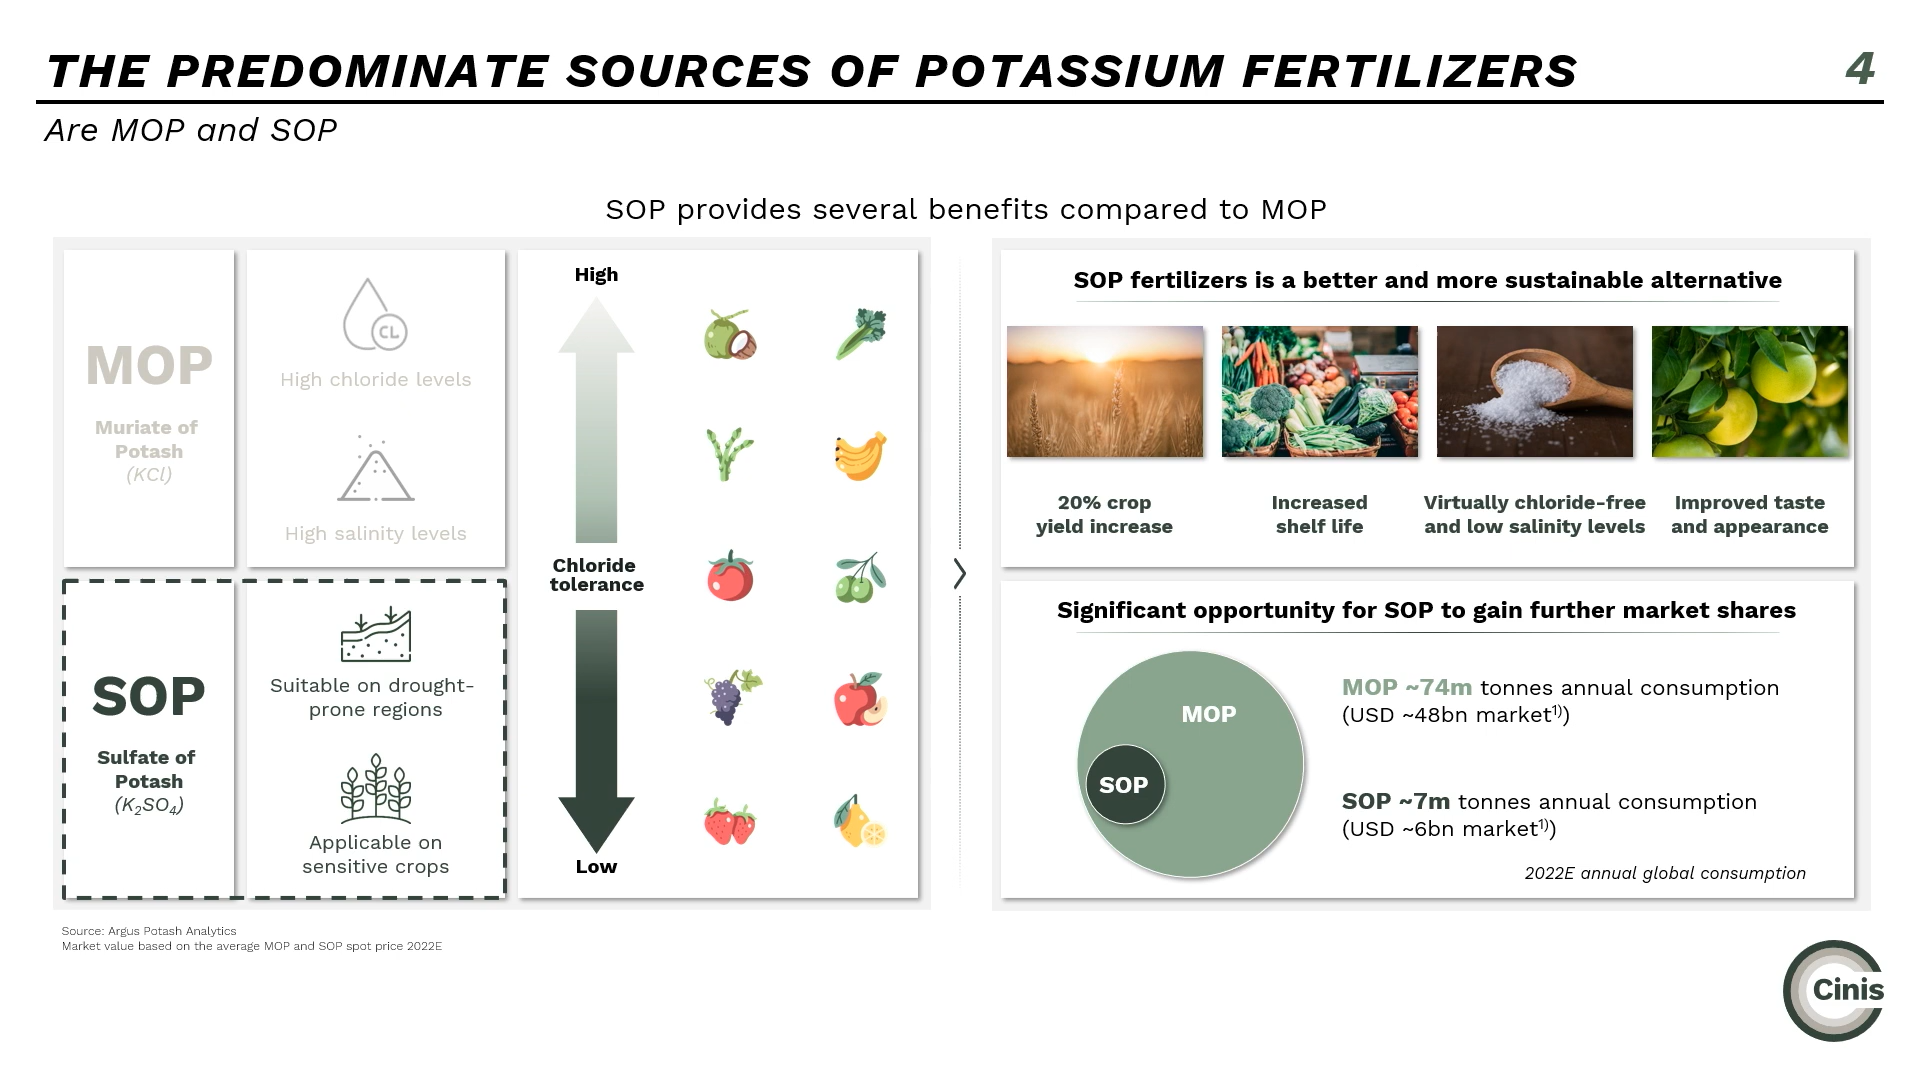 THE PREDOMINATE SOURCES OF POTASSIUM FERTILIZERS
4
Are MOP and SOP
SOP provides several benefits compared to MOP
MOP
Muriate of
Potash
(KCl)
CL
High chloride levels
High salinity levels
SOP
Sulfate of
Potash
(K₂SO₄)
Suitable on drought-
prone regions
Applicable on
sensitive crops
High
Chloride
tolerance
Low
SOP fertilizers is a better and more sustainable alternative
20% crop
yield increase
Increased
shelf life
Virtually chloride-free
and low salinity levels
Improved taste
and appearance
Significant opportunity for SOP to gain further market shares
MOP
SOP
MOP ~74m tonnes annual consumption
(USD ~48bn market¹⁾)
SOP ~7m tonnes annual consumption
(USD ~6bn market¹⁾)
2022E annual global consumption
Source: Argus Potash Analytics
Market value based on the average MOP and SOP spot price 2022E
Cinis